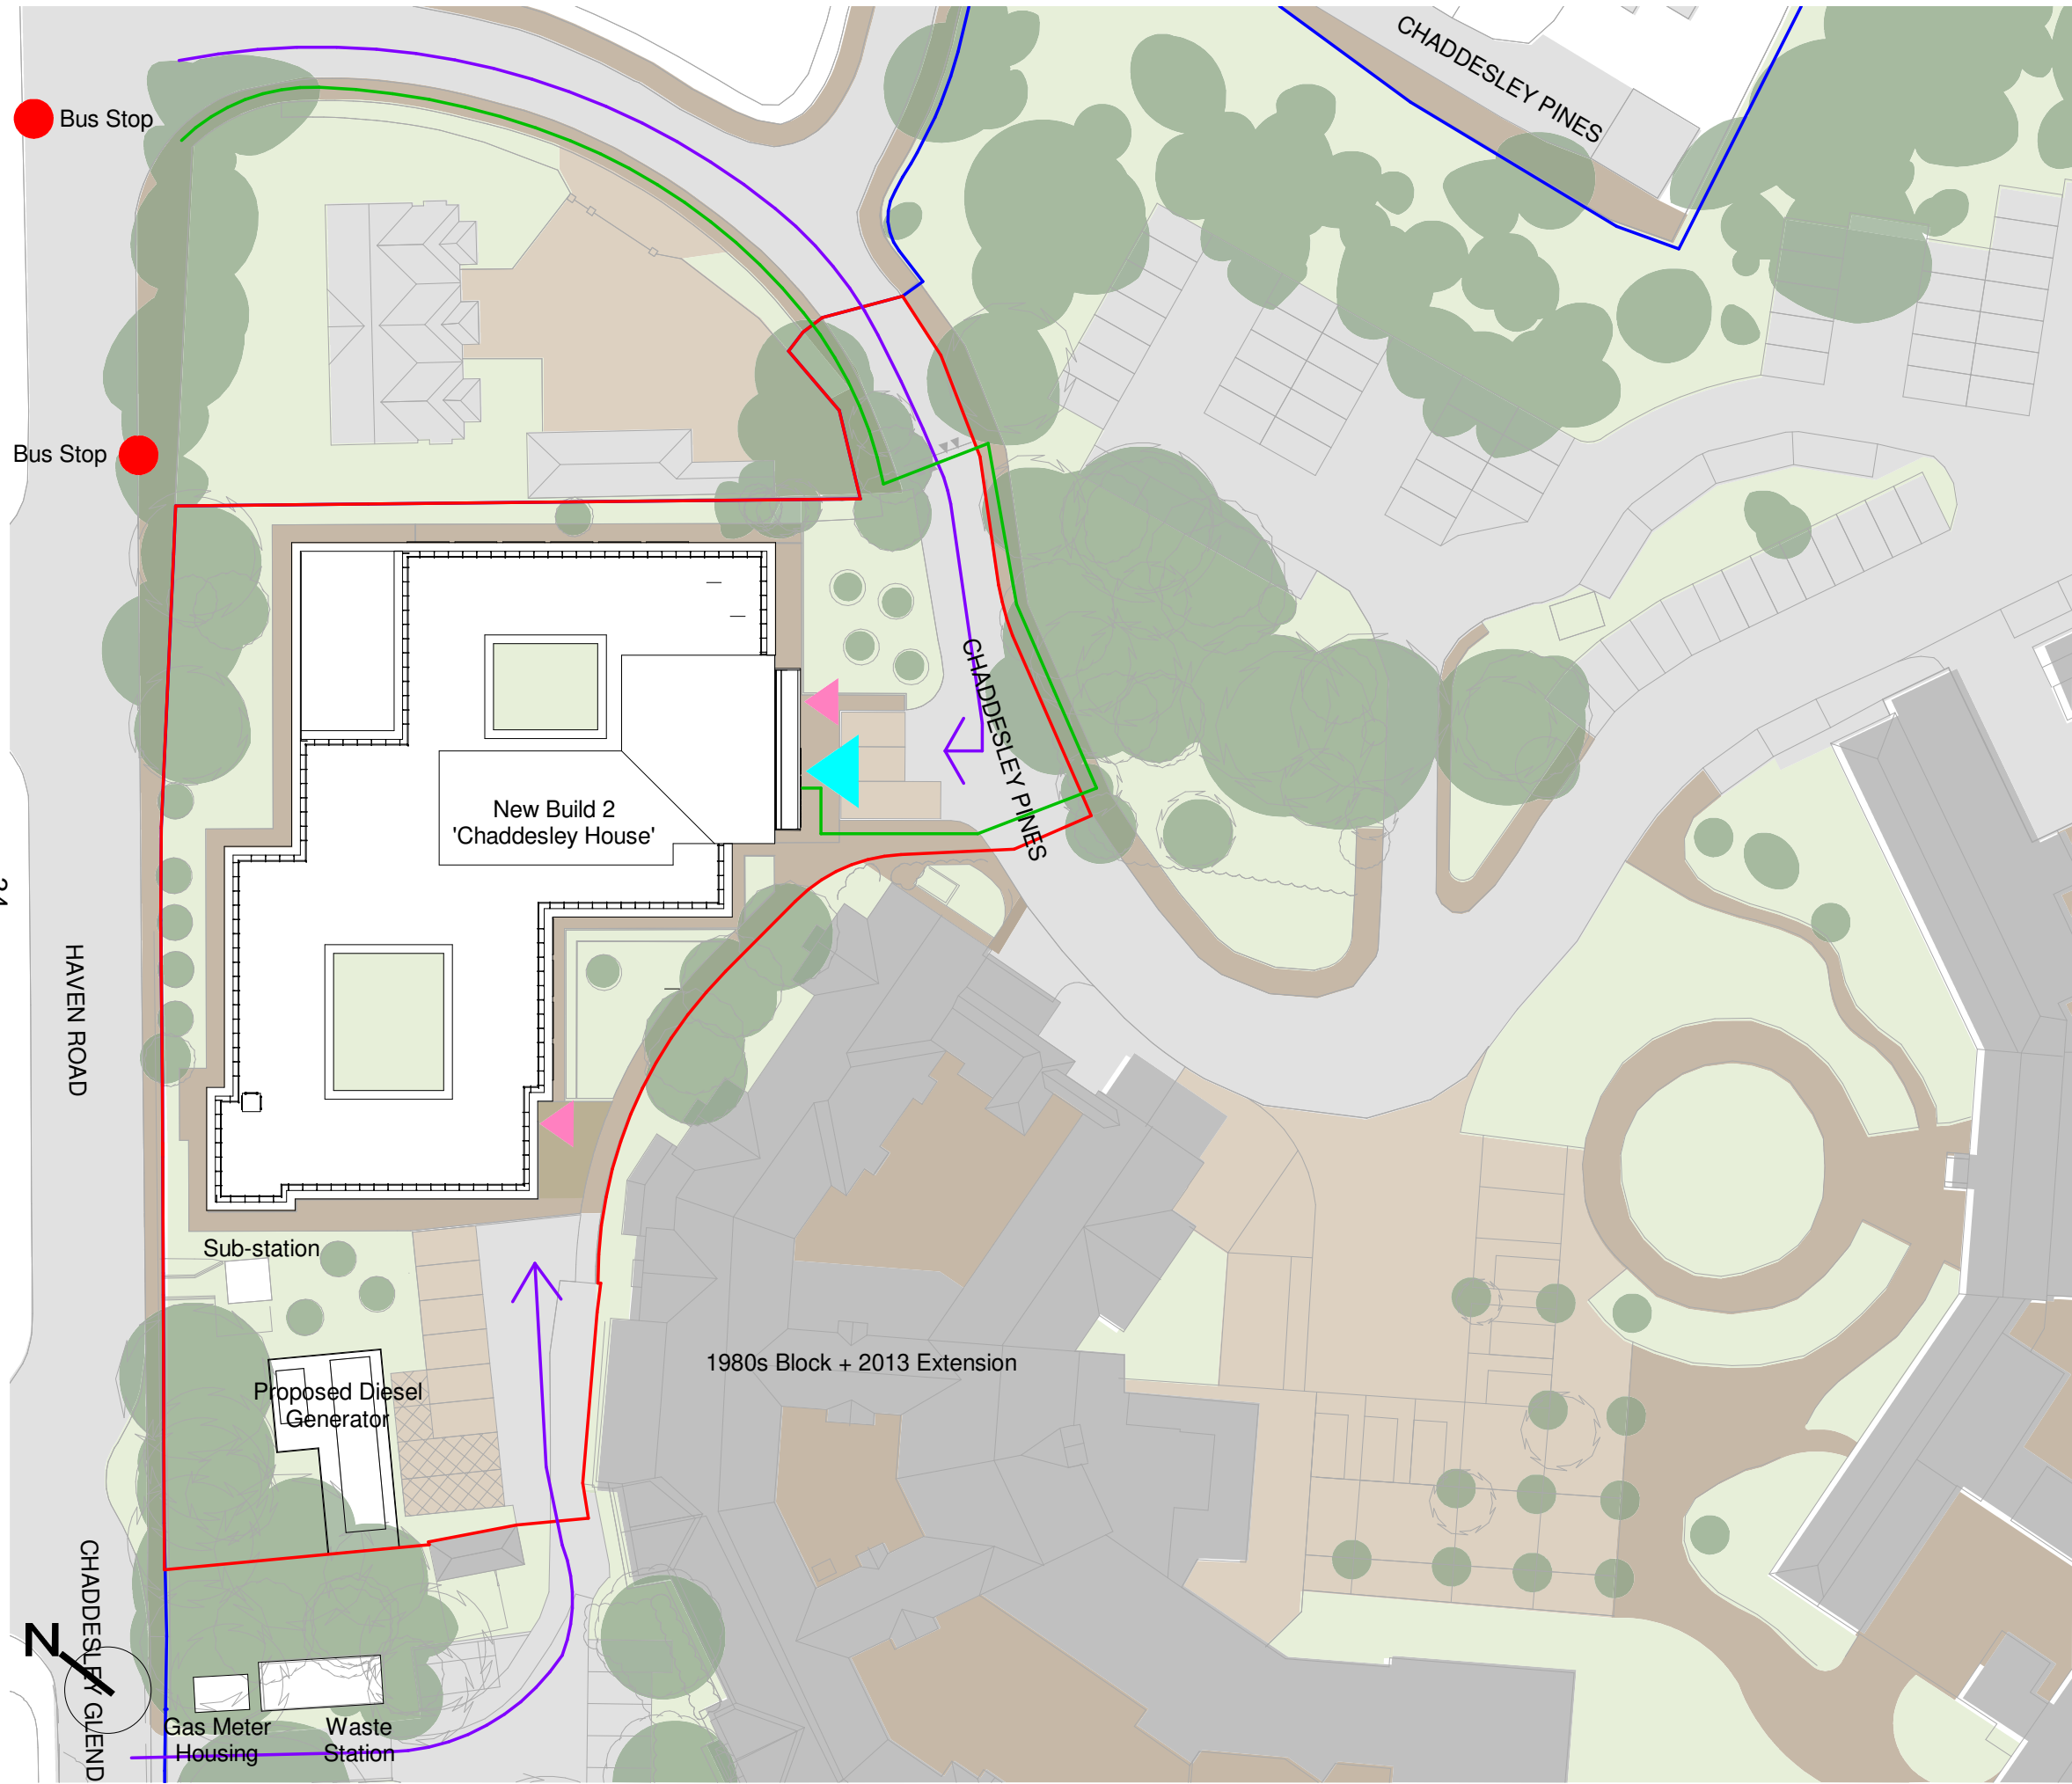 CHADDESLEY PINES
Bus Stop
Bus Stop
CHADDESLEY PINES
New Build 2
'Chaddesley House'
HAVEN ROAD
Sub-station
1980s Block + 2013 Extension
Proposed Diesel
Generator
CHADDESLEY GLEND
N
Gas Meter
Housing
Waste
Station